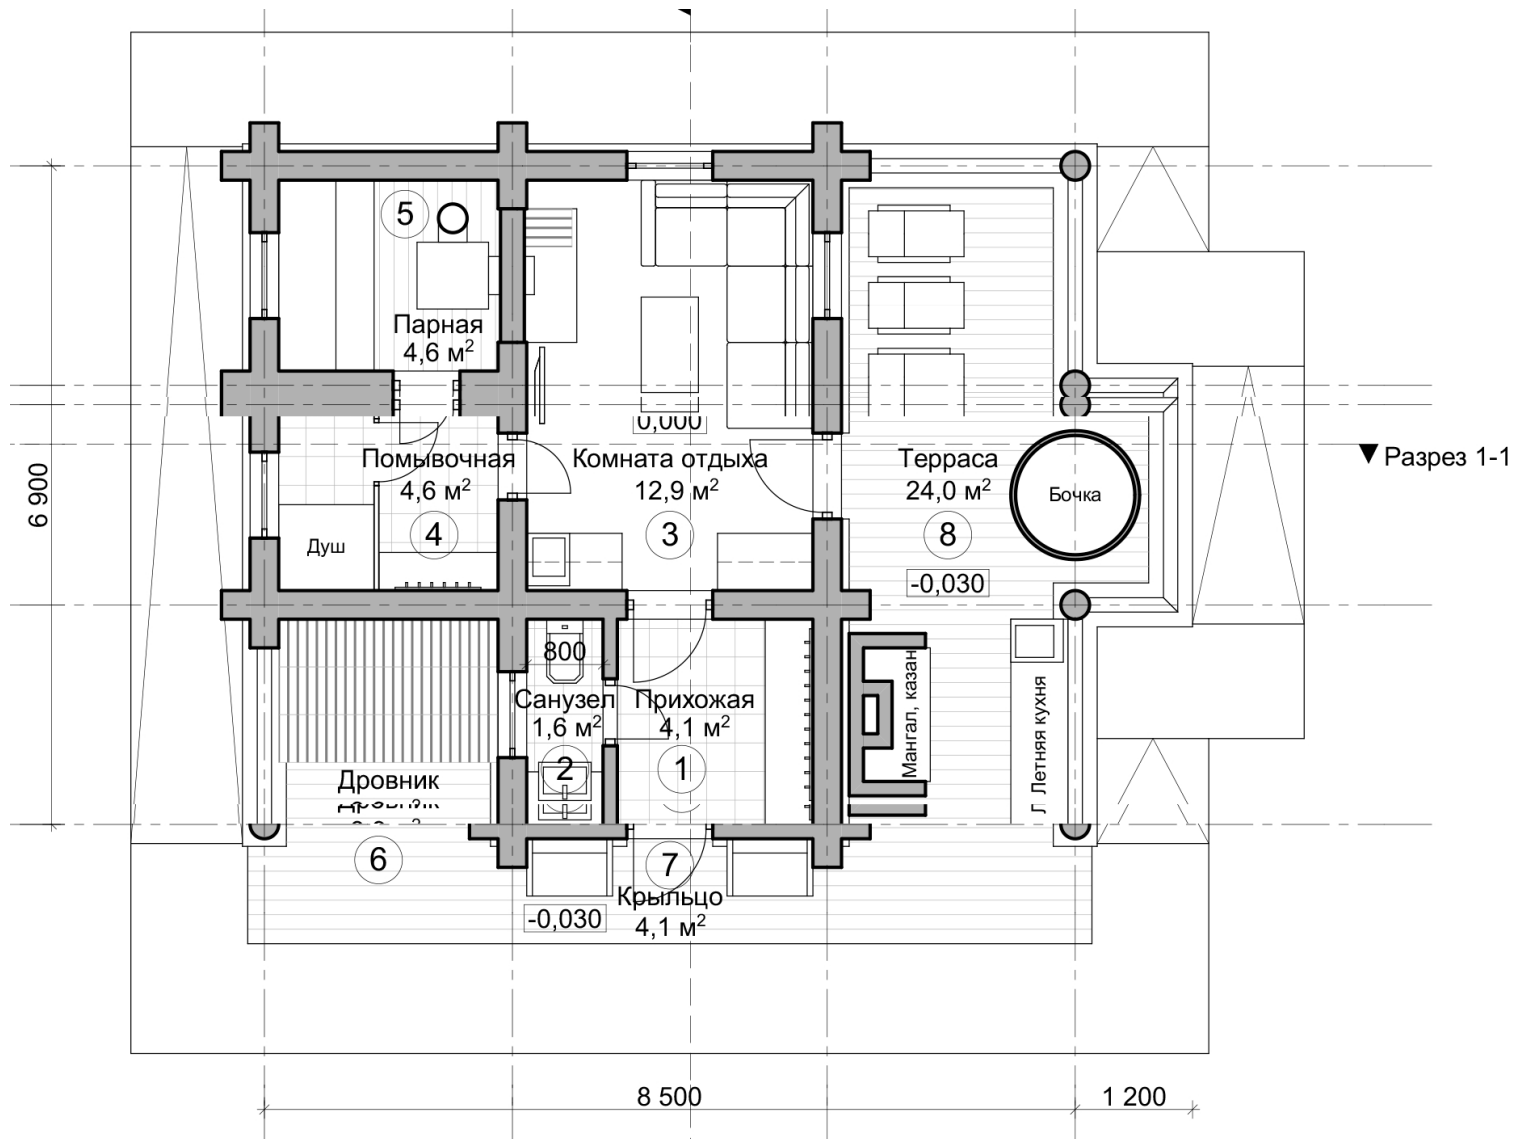 5
Парная
4,6 м²
0,000
Помывочная
4,6 м²
4
Душ
Комната отдыха
12,9 м²
3
Терраса
24,0 м²
8
-0,030
Бочка
Разрез 1-1
6 900
800
Санузел
1,6 м²
2
Прихожая
4,1 м²
1
Мангал, казан
Л Летняя кухня
Дровник
6
7
Крыльцо
4,1 м²
-0,030
8 500
1 200